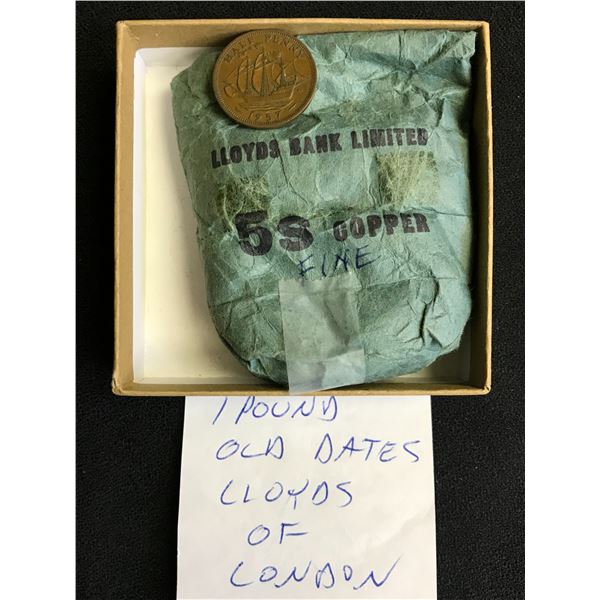 HALF PENNY
1957
LLOYDS BANK LIMITED
5S COPPER
FINE
1 POUND
OLD DATES
LLOYDS
OF
LONDON